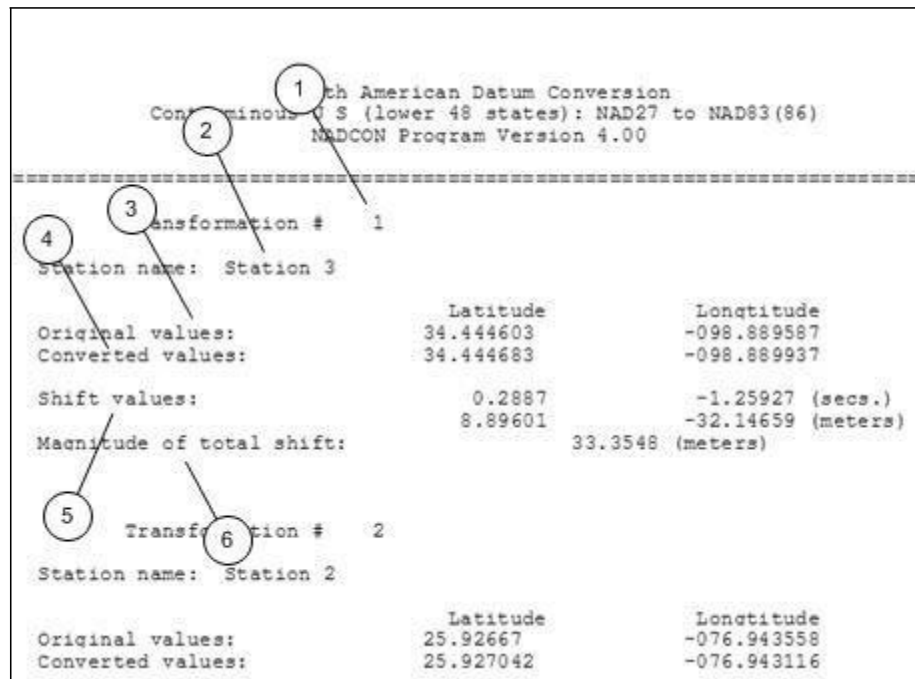 1
th American Datum Conversion
Con minous U S (lower 48 states): NAD27 to NAD83(86)
2
NADCON Program Version 4.00
3
ansformation # 1
4
Station name: Station 3
Latitude Longtitude
Original values: 34.444603 -098.889587
Converted values: 34.444683 -098.889937
Shift values: 0.2887 -1.25927 (secs.)
8.89601 -32.14659 (meters)
Magnitude of total shift: 33.3548 (meters)
5
6
Transfo tion # 2
Station name: Station 2
Latitude Longtitude
Original values: 25.92667 -076.943558
Converted values: 25.927042 -076.943116